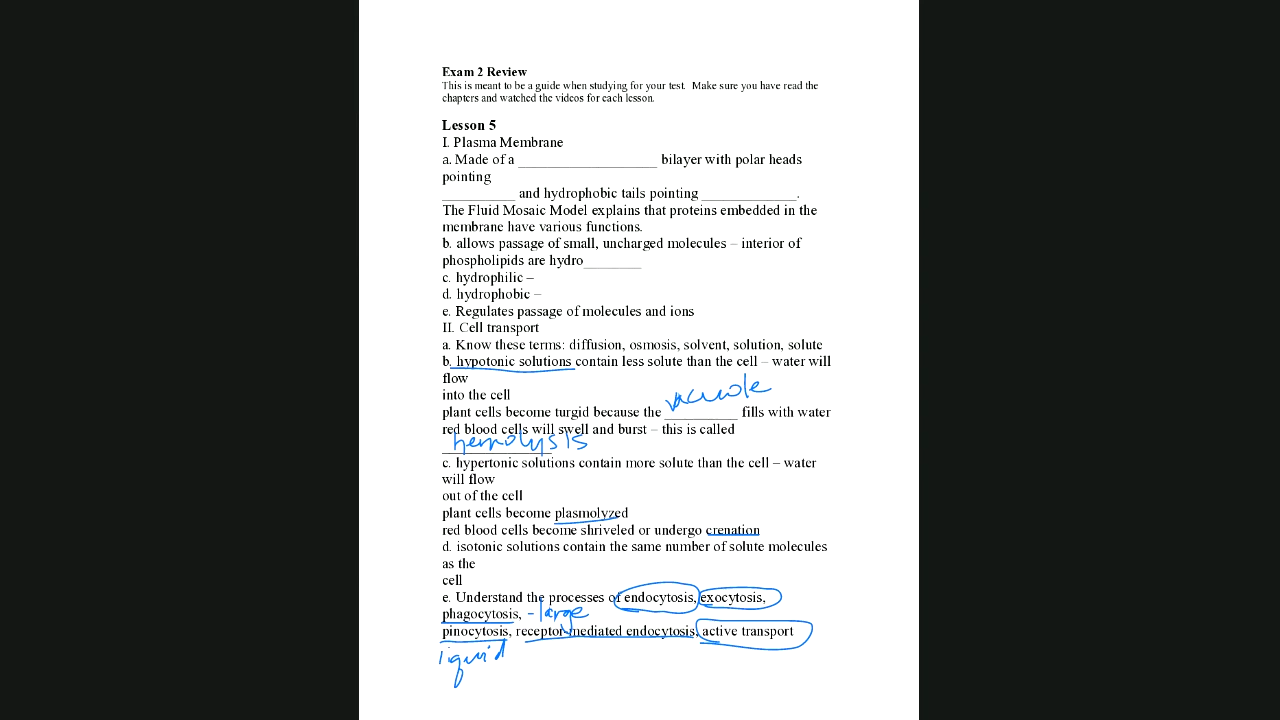 Exam 2 Review
This is meant to be a guide when studying for your test. Make sure you have read the
chapters and watched the videos for each lesson.
Lesson 5
I. Plasma Membrane
a. Made of a ___________________ bilayer with polar heads
pointing
__________ and hydrophobic tails pointing _____________.
The Fluid Mosaic Model explains that proteins embedded in the
membrane have various functions.
b. allows passage of small, uncharged molecules – interior of
phospholipids are hydro________
c. hydrophilic –
d. hydrophobic –
e. Regulates passage of molecules and ions
II. Cell transport
a. Know these terms: diffusion, osmosis, solvent, solution, solute
b. hypotonic solutions contain less solute than the cell – water will
flow
into the cell
vacuole
plant cells become turgid because the __________ fills with water
red blood cells will swell and burst – this is called
hemolysis
c. hypertonic solutions contain more solute than the cell – water
will flow
out of the cell
plant cells become plasmolyzed
red blood cells become shriveled or undergo crenation
d. isotonic solutions contain the same number of solute molecules
as the
cell
e. Understand the processes of endocytosis, exocytosis,
phagocytosis, - large
pinocytosis, receptor-mediated endocytosis, active transport
liquid